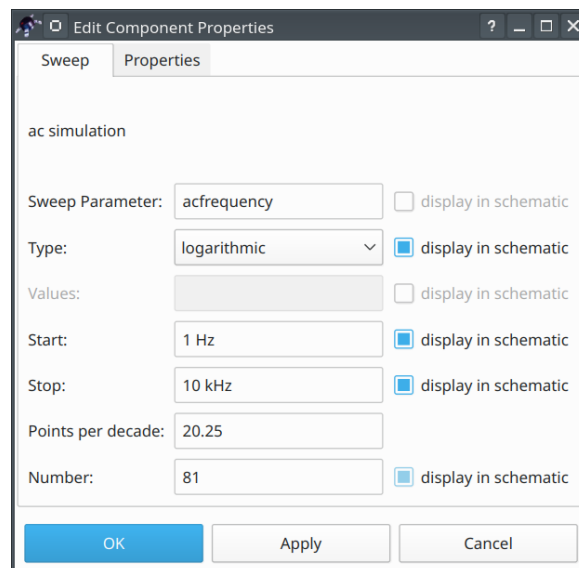 Edit Component Properties ?
Sweep Properties
ac simulation
Sweep Parameter: acfrequency display in schematic
Type: logarithmic display in schematic
Values: display in schematic
Start: 1 Hz display in schematic
Stop: 10 kHz display in schematic
Points per decade: 20.25
Number: 81 display in schematic
OK Apply Cancel